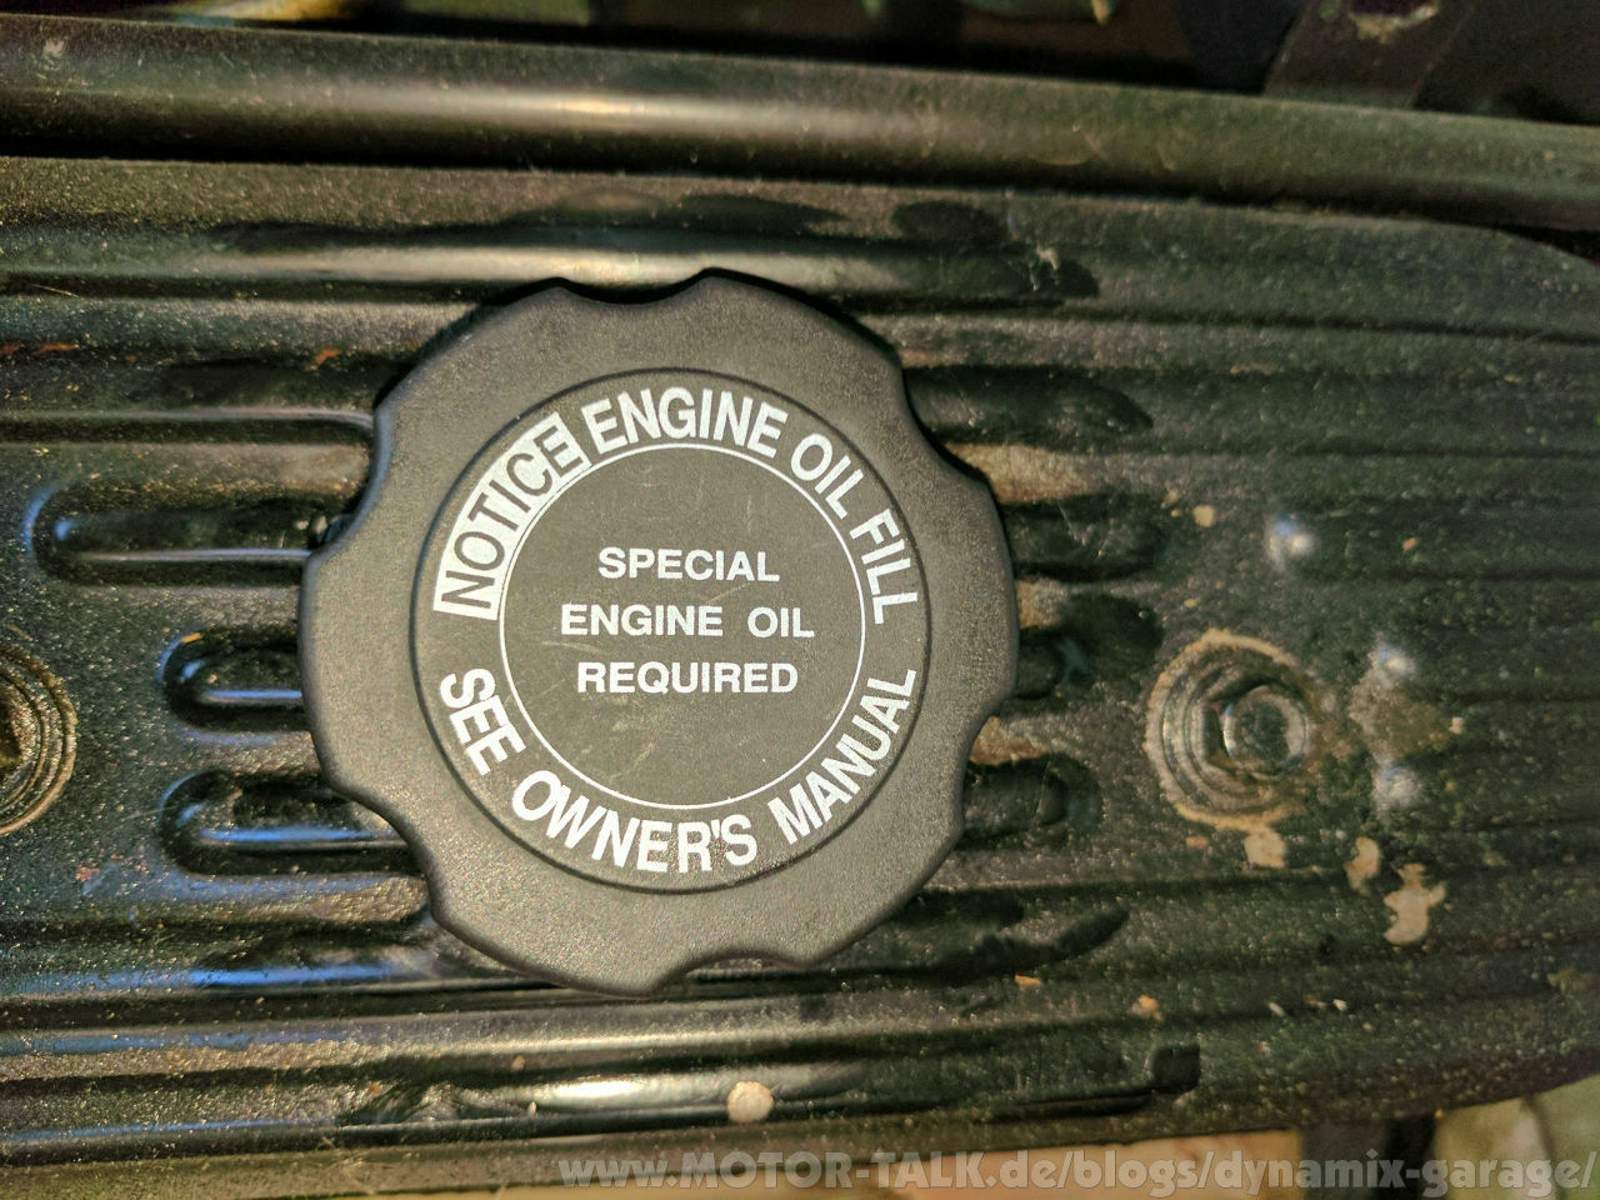 NOTICE ENGINE OIL FILL
SPECIAL
ENGINE OIL
REQUIRED
SEE OWNER'S MANUAL
www.MOTOR-TALK.de/blogs/dynamix-garage/